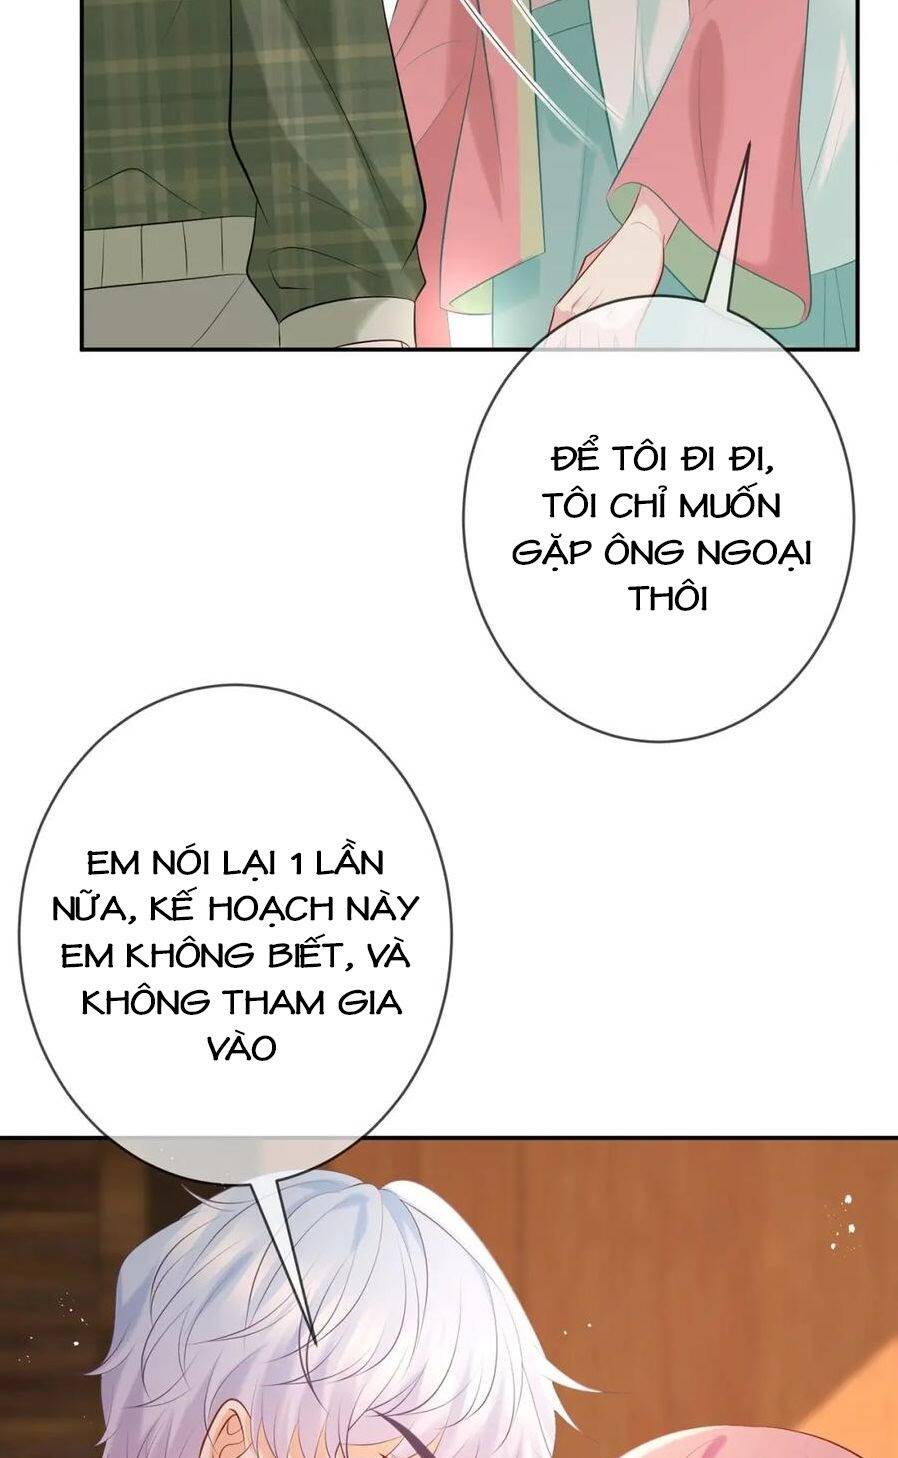 ĐỂ TÔI ĐI ĐI,
TÔI CHỈ MUỐN
GẶP ÔNG NGOẠI
THÔI
EM NÓI LẠI 1 LẦN
NỮA, KẾ HOẠCH NÀY
EM KHÔNG BIẾT, VÀ
KHÔNG THAM GIA
VÀO